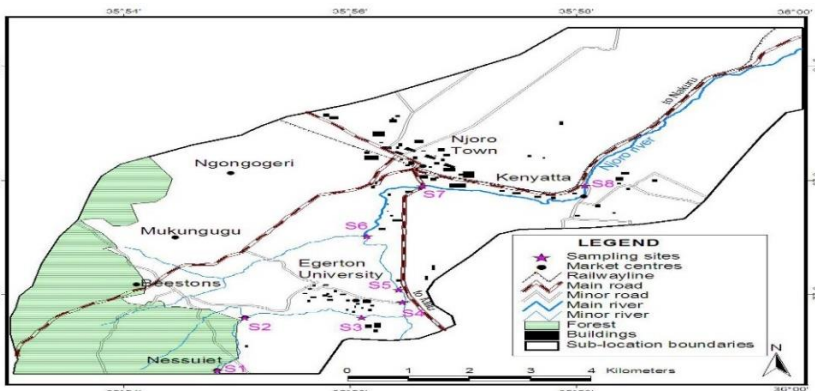 35°54'
35°56'
35°58'
36°00'
to Nakuru
Njoro river
Njoro
Town
Ngongogeri
Kenyatta
S8
S7
Mukungugu
S6
Egerton
University
Beestons
S5
S4
S2
S3
Nessuiet
S1
LEGEND
Sampling sites
Market centres
Railwayline
Main road
Minor road
Main river
Minor river
Forest
Buildings
Sub-location boundaries
N
0 1 2 3 4
Kilometers
36°00'